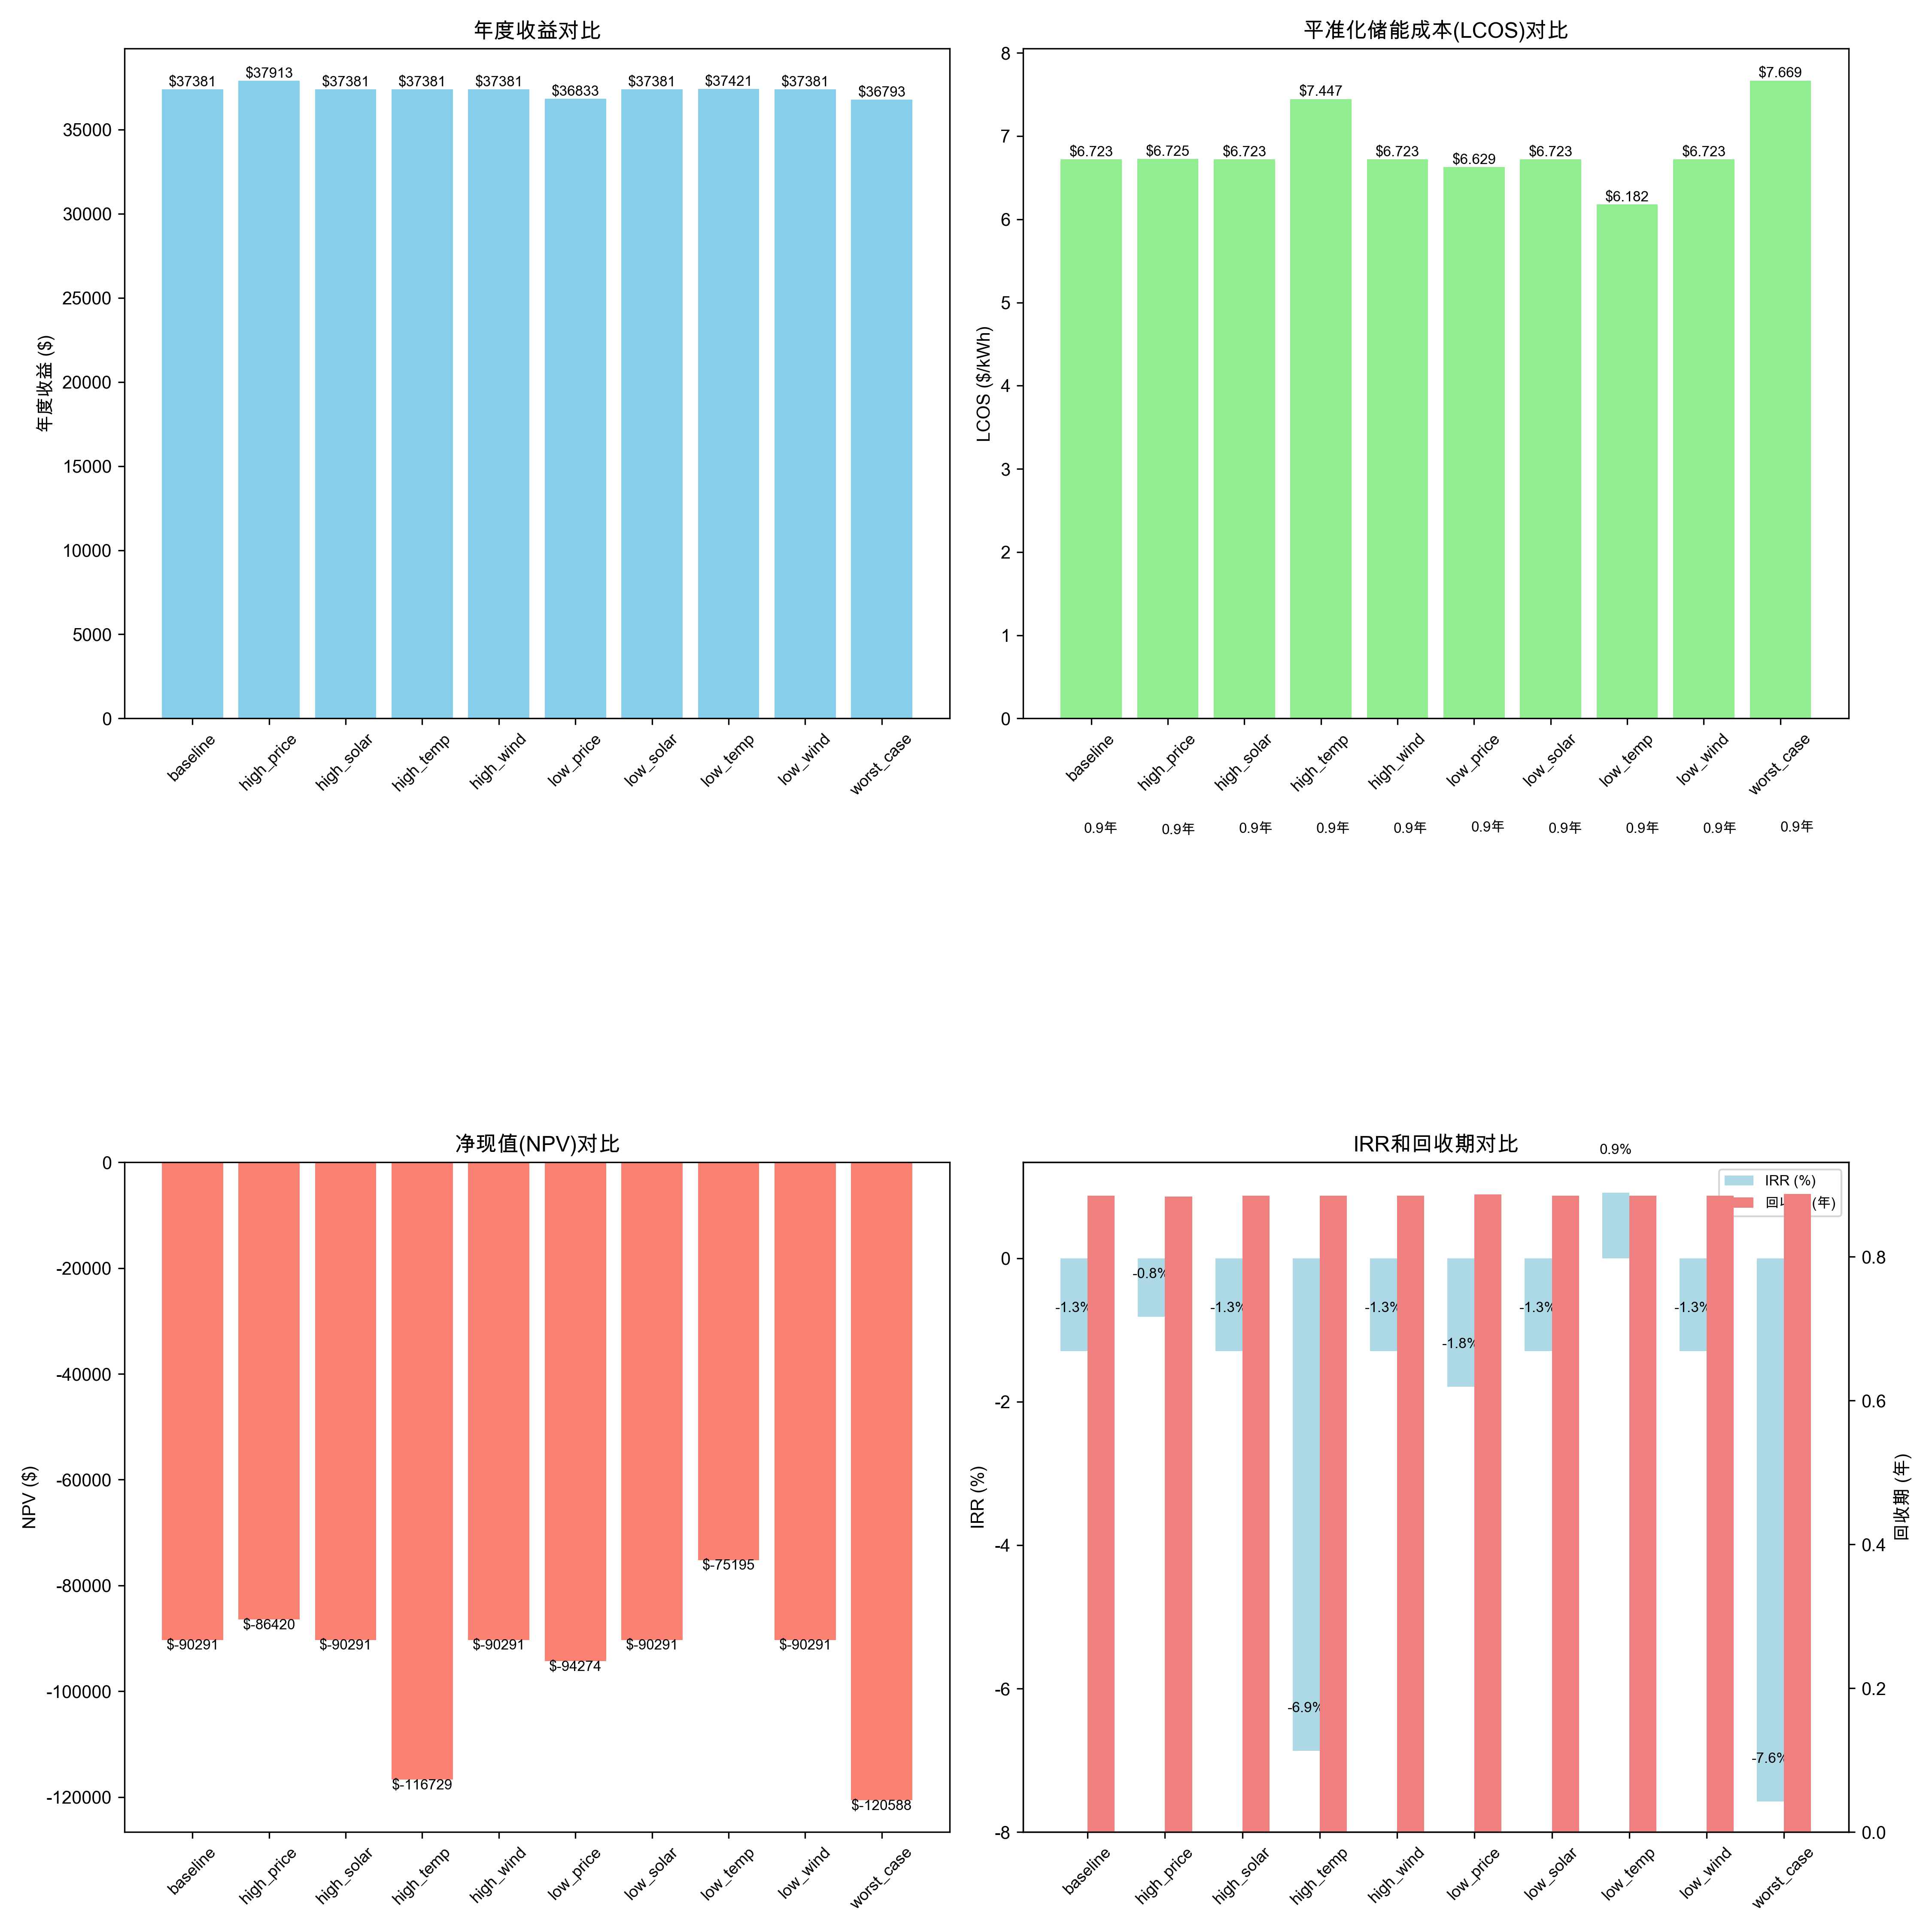 年度收益对比
年度收益 ($)
35000
30000
25000
20000
15000
10000
5000
0
$37381
$37913
$37381
$37381
$37381
$36833
$37381
$37421
$37381
$36793
baseline
high_price
high_solar
high_temp
high_wind
low_price
low_solar
low_temp
low_wind
worst_case
平准化储能成本(LCOS)对比
LCOS ($/kWh)
8
7
6
5
4
3
2
1
0
$6.723
$6.725
$6.723
$7.447
$6.723
$6.629
$6.723
$6.182
$6.723
$7.669
baseline
high_price
high_solar
high_temp
high_wind
low_price
low_solar
low_temp
low_wind
worst_case
0.9年
0.9年
0.9年
0.9年
0.9年
0.9年
0.9年
0.9年
0.9年
0.9年
净现值(NPV)对比
NPV ($)
0
-20000
-40000
-60000
-80000
-100000
-120000
$-90291
$-86420
$-90291
$-116729
$-90291
$-94274
$-90291
$-75195
$-90291
$-120588
baseline
high_price
high_solar
high_temp
high_wind
low_price
low_solar
low_temp
low_wind
worst_case
IRR和回收期对比
IRR (%)
0
-2
-4
-6
-8
-1.3%
-0.8%
-1.3%
-6.9%
-1.3%
-1.8%
-1.3%
0.9%
-1.3%
-7.6%
IRR (%)
回 (年)
0.8
0.6
0.4
0.2
0.0
回收期 (年)
baseline
high_price
high_solar
high_temp
high_wind
low_price
low_solar
low_temp
low_wind
worst_case